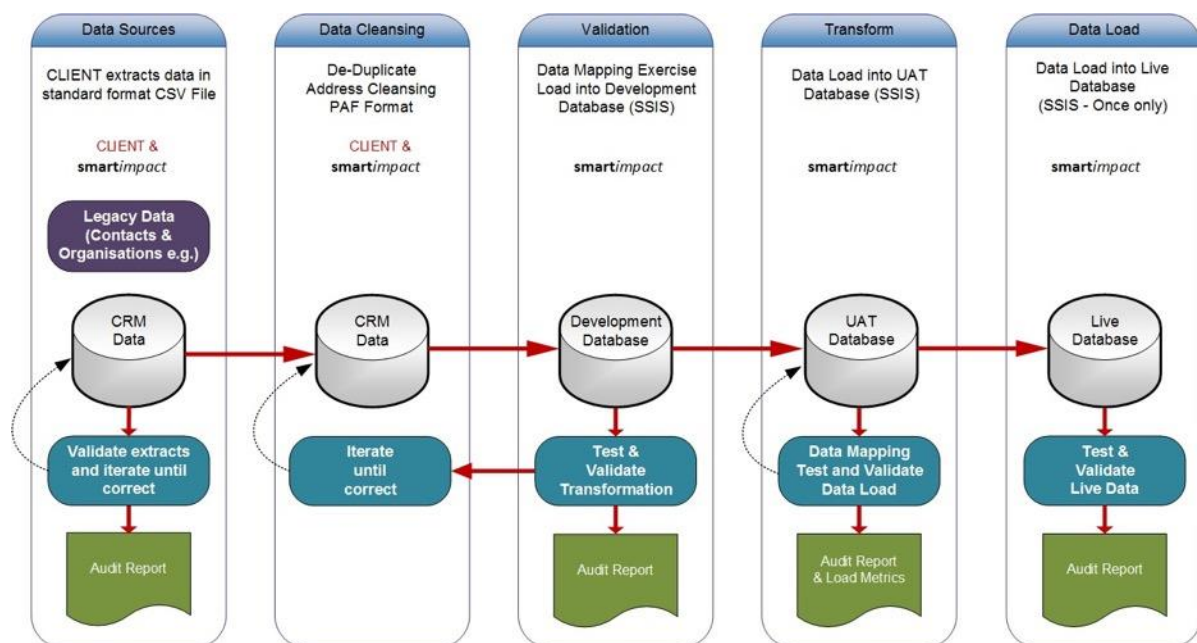 Data Sources
CLIENT extracts data in
standard format CSV File
CLIENT &
smartimpact
Legacy Data
(Contacts &
Organisations e.g.)
CRM
Data
Validate extracts
and iterate until
correct
Audit Report
Data Cleansing
De-Duplicate
Address Cleansing
PAF Format
CLIENT &
smartimpact
CRM
Data
Iterate
until
correct
Validation
Data Mapping Exercise
Load into Development
Database (SSIS)
smartimpact
Development
Database
Test &
Validate
Transformation
Audit Report
Transform
Data Load into UAT
Database (SSIS)
smartimpact
UAT
Database
Data Mapping
Test and Validate
Data Load
Audit Report
& Load Metrics
Data Load
Data Load into Live
Database
(SSIS - Once only)
smartimpact
Live
Database
Test &
Validate
Live Data
Audit Report